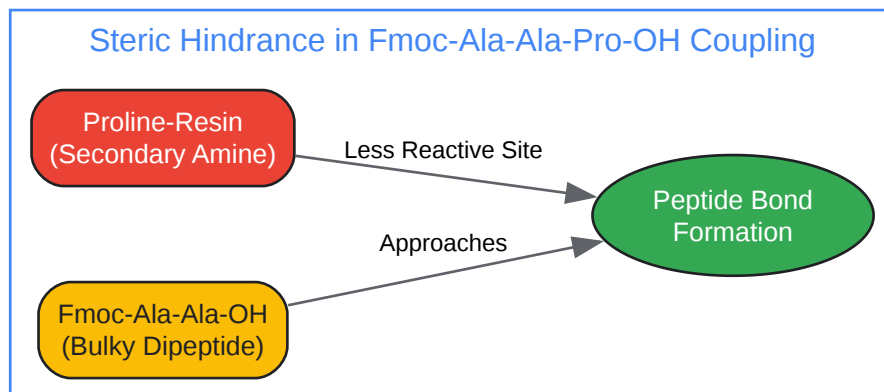 Steric Hindrance in Fmoc-Ala-Ala-Pro-OH Coupling
Proline-Resin
(Secondary Amine)
Less Reactive Site
Peptide Bond
Formation
Approaches
Fmoc-Ala-Ala-OH
(Bulky Dipeptide)